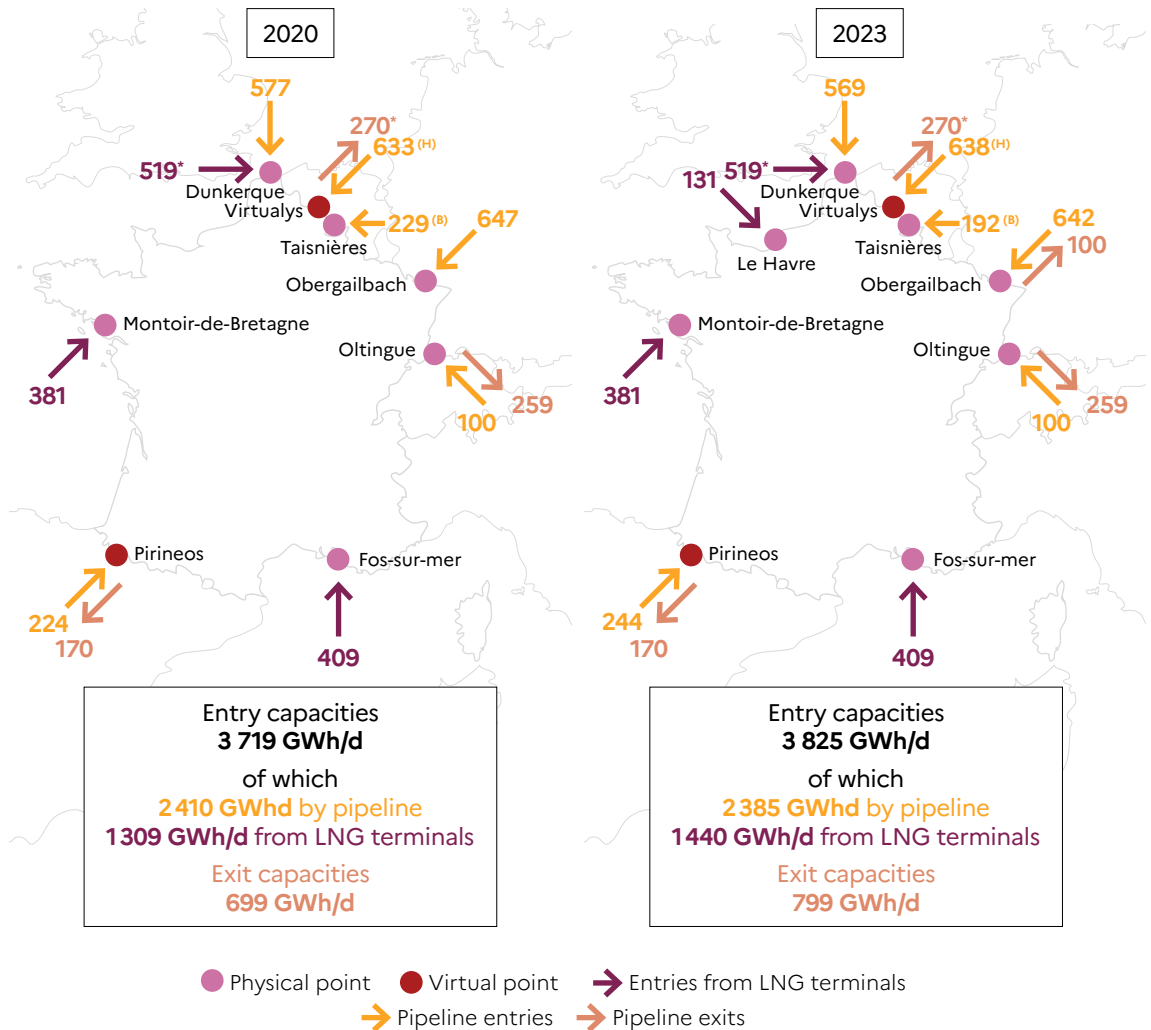 2020
577
270*
633 (H)
519*
Dunkerque
Virtualys
229 (B)
647
Taisnières
Obergailbach
Montoir-de-Bretagne
Oltingue
381
259
100
Pirineos
Fos-sur-mer
224
170
409
Entry capacities
3 719 GWh/d
of which
2 410 GWhd by pipeline
1 309 GWh/d from LNG terminals
Exit capacities
699 GWh/d
2023
569
270*
638 (H)
519*
131
Dunkerque
Virtualys
192 (B)
642
100
Taisnières
Le Havre
Obergailbach
Montoir-de-Bretagne
Oltingue
381
259
100
Pirineos
Fos-sur-mer
244
170
409
Entry capacities
3 825 GWh/d
of which
2 385 GWhd by pipeline
1 440 GWh/d from LNG terminals
Exit capacities
799 GWh/d
Physical point
Virtual point
Entries from LNG terminals
Pipeline entries
Pipeline exits